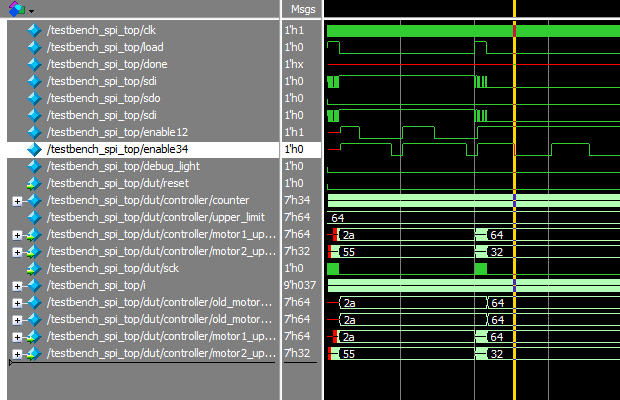 Msgs
/testbench_spi_top/clk 1'h1
/testbench_spi_top/load 1'h0
/testbench_spi_top/done 1'hx
/testbench_spi_top/sdi 1'h0
/testbench_spi_top/sdo 1'h0
/testbench_spi_top/sdi 1'h0
/testbench_spi_top/enable12 1'h1
/testbench_spi_top/enable34 1'h0
/testbench_spi_top/debug_light 1'h0
/testbench_spi_top/dut/reset 1'h0
/testbench_spi_top/dut/controller/counter 7'h34
/testbench_spi_top/dut/controller/upper_limit 7'h64 64
/testbench_spi_top/dut/controller/motor1_up... 7'h64 2a 64
/testbench_spi_top/dut/controller/motor2_up... 7'h32 55 32
/testbench_spi_top/dut/sck 1'h0
/testbench_spi_top/i 9'h037
/testbench_spi_top/dut/controller/old_motor... 7'h64 2a 64
/testbench_spi_top/dut/controller/old_motor... 7'h64 2a 64
/testbench_spi_top/dut/controller/motor1_up... 7'h64 2a 64
/testbench_spi_top/dut/controller/motor2_up... 7'h32 55 32